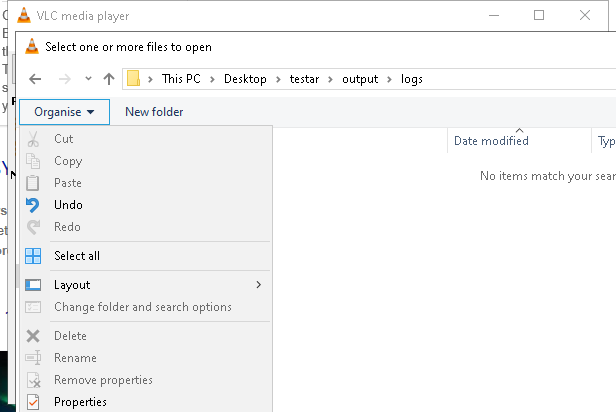 VLC media player
Select one or more files to open
This PC > Desktop > testar > output > logs
Organise New folder
Date modified
No items match your sear
Cut
Copy
Paste
Undo
Redo
Select all
Layout
Change folder and search options
Delete
Rename
Remove properties
Properties